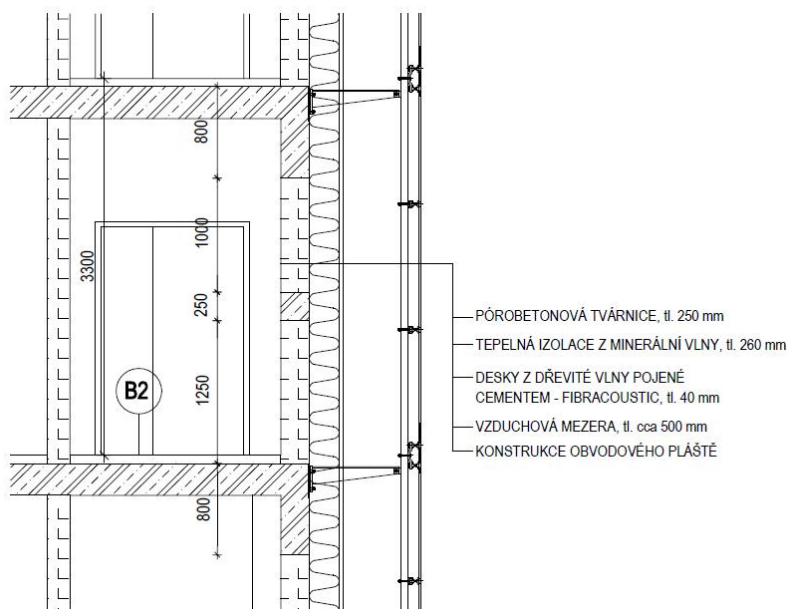 800
1000
3300
250
1250
B2
800
PÓROBETONOVÁ TVÁRNICE, tl. 250 mm
TEPELNÁ IZOLACE Z MINERÁLNÍ VLNY, tl. 260 mm
DESKY Z DŘEVITÉ VLNY POJENÉ
CEMENTEM - FIBRACOUSTIC, tl. 40 mm
VZDUCHOVÁ MEZERA, tl. cca 500 mm
KONSTRUKCE OBVODOVÉHO PLÁŠTĚ